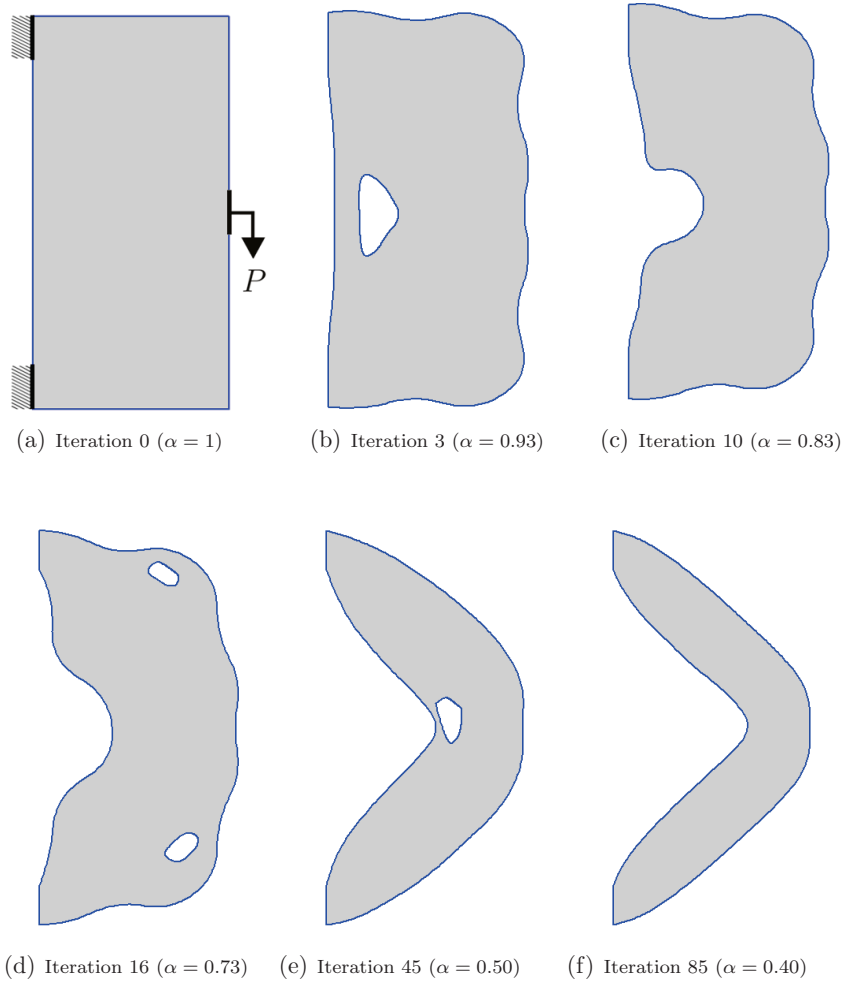 P
(a) Iteration 0 (α = 1)
(b) Iteration 3 (α = 0.93)
(c) Iteration 10 (α = 0.83)
(d) Iteration 16 (α = 0.73)
(e) Iteration 45 (α = 0.50)
(f) Iteration 85 (α = 0.40)